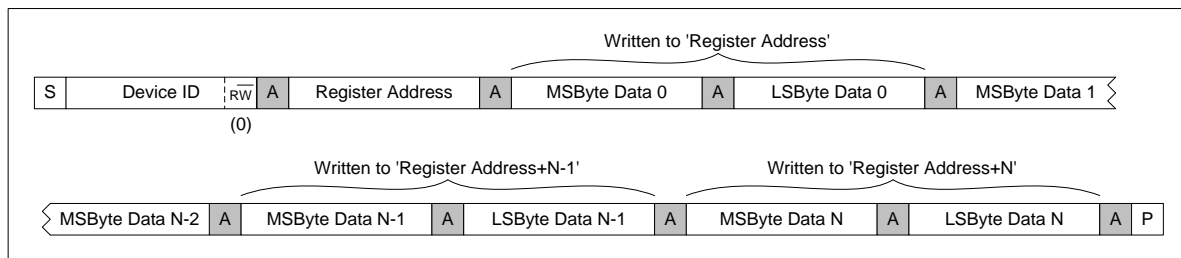 Written to 'Register Address'
S Device ID RW A Register Address A MSByte Data 0 A LSByte Data 0 A MSByte Data 1
(0)
Written to 'Register Address+N-1' Written to 'Register Address+N'
MSByte Data N-2 A MSByte Data N-1 A LSByte Data N-1 A MSByte Data N A LSByte Data N A P